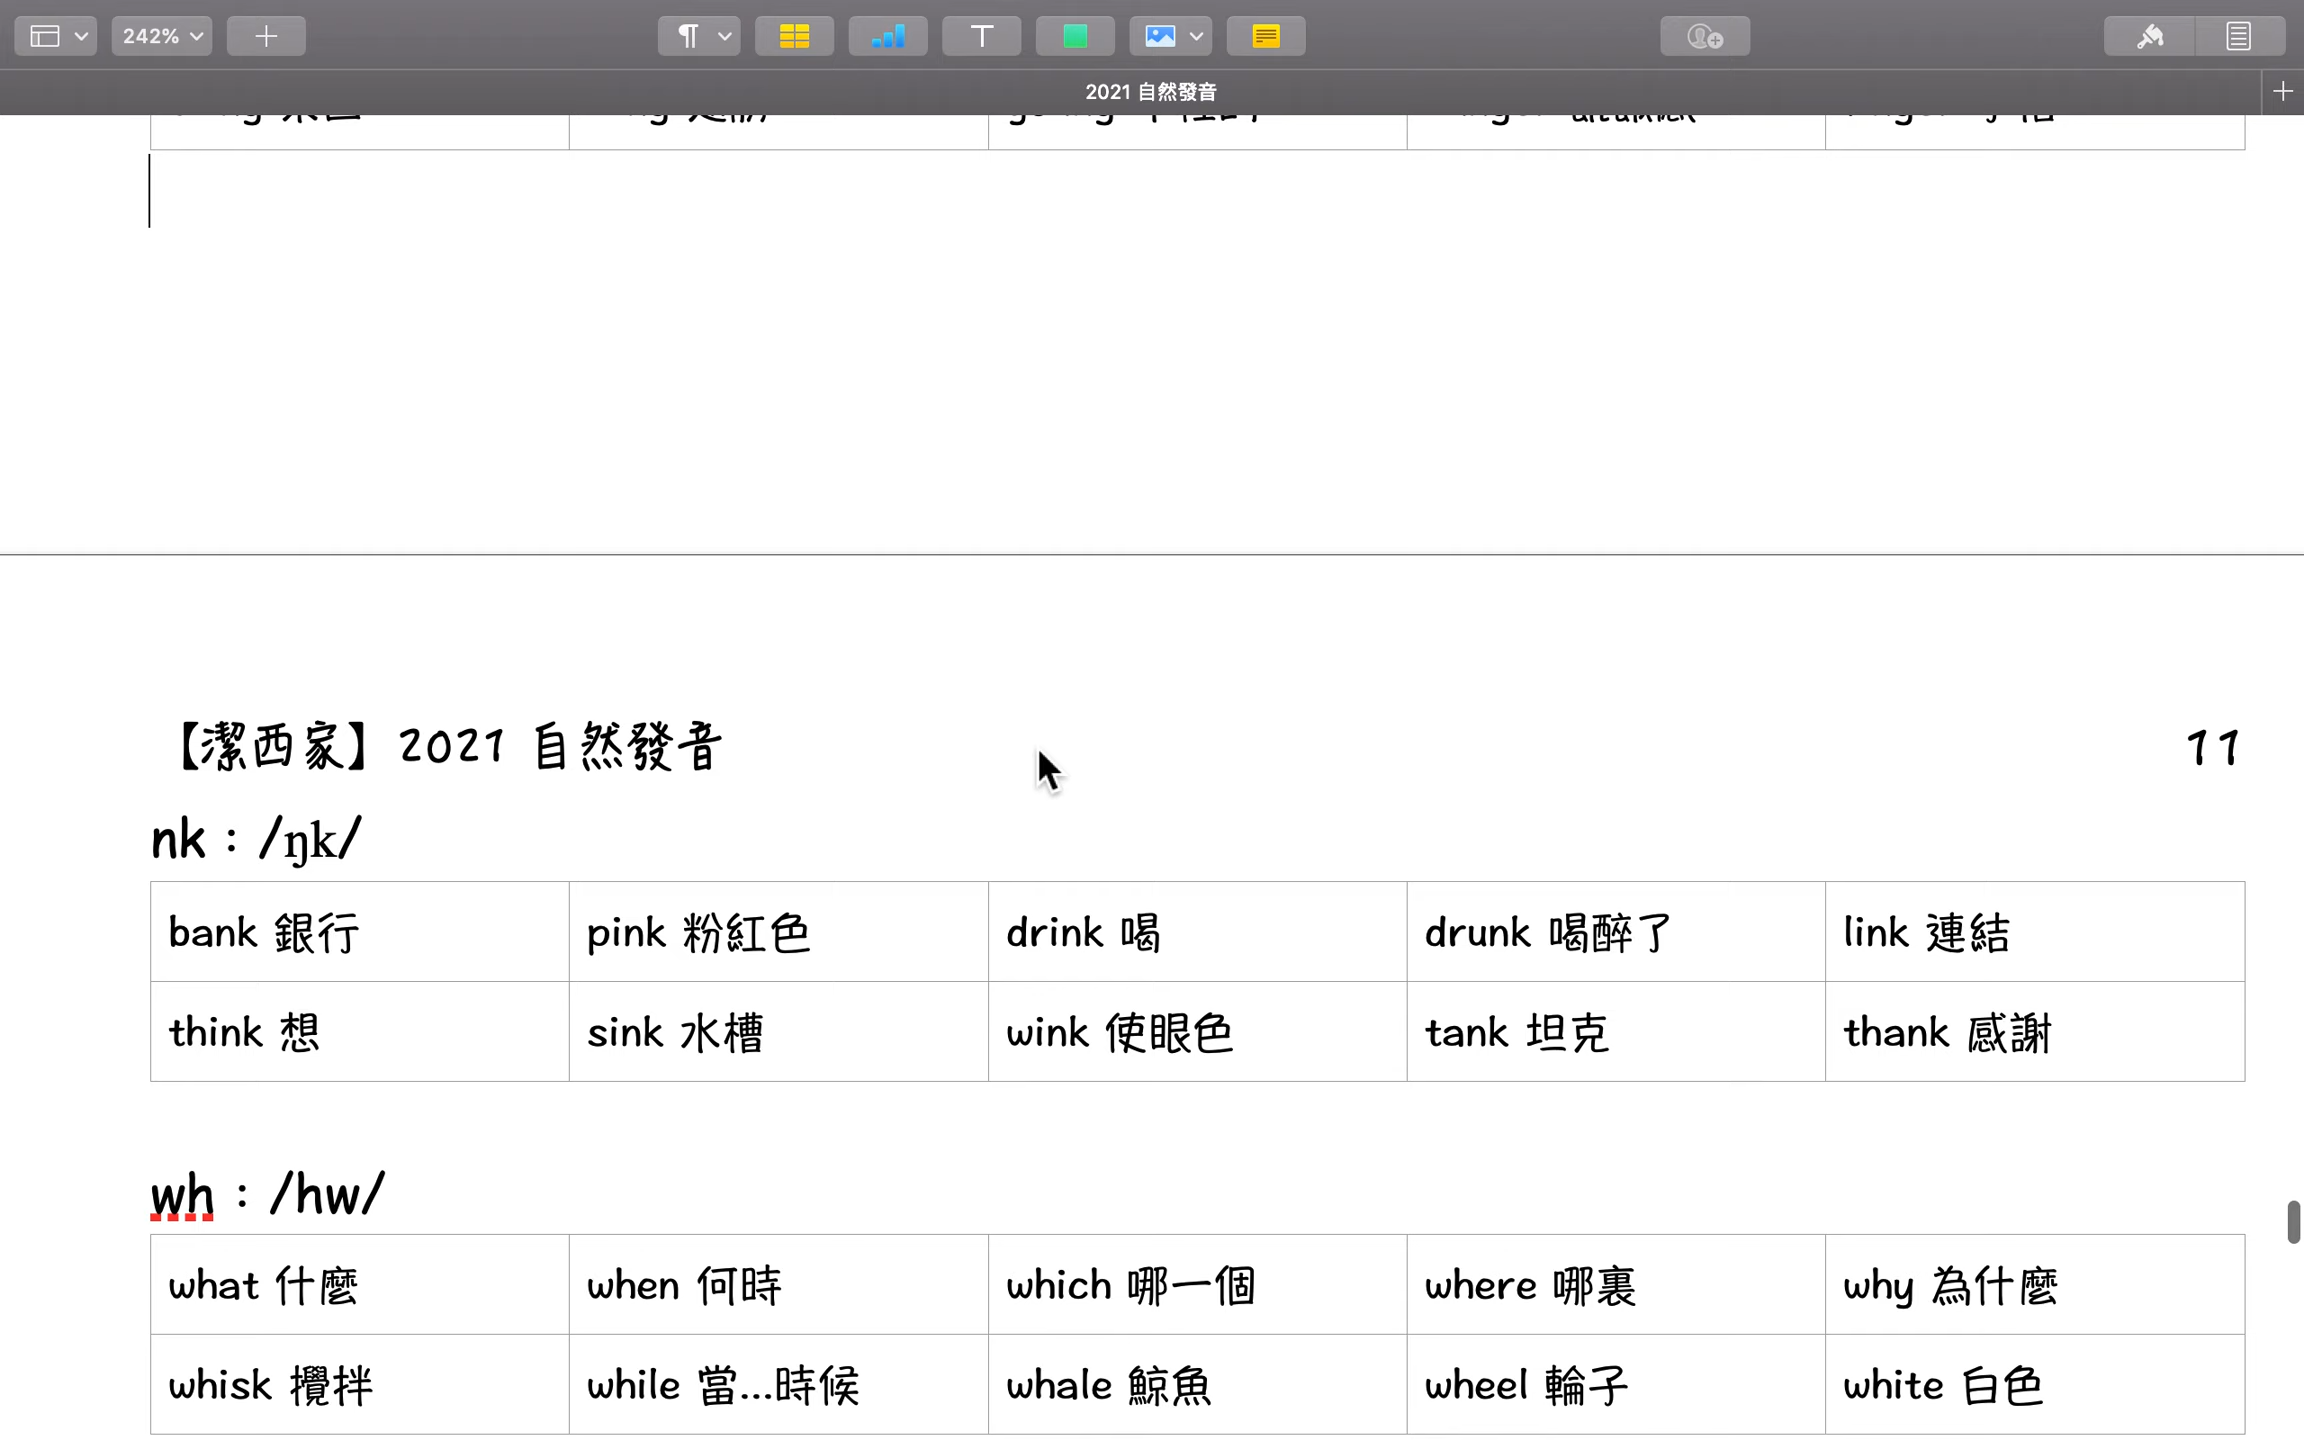 242%
2021 自然發音
【潔西家】2021 自然發音 11
nk：/ŋk/
bank 銀行 pink 粉紅色 drink 喝 drunk 喝醉了 link 連結
think 想 sink 水槽 wink 使眼色 tank 坦克 thank 感謝
wh：/hw/
what 什麼 when 何時 which 哪一個 where 哪裏 why 為什麼
whisk 攪拌 while 當...時候 whale 鯨魚 wheel 輪子 white 白色